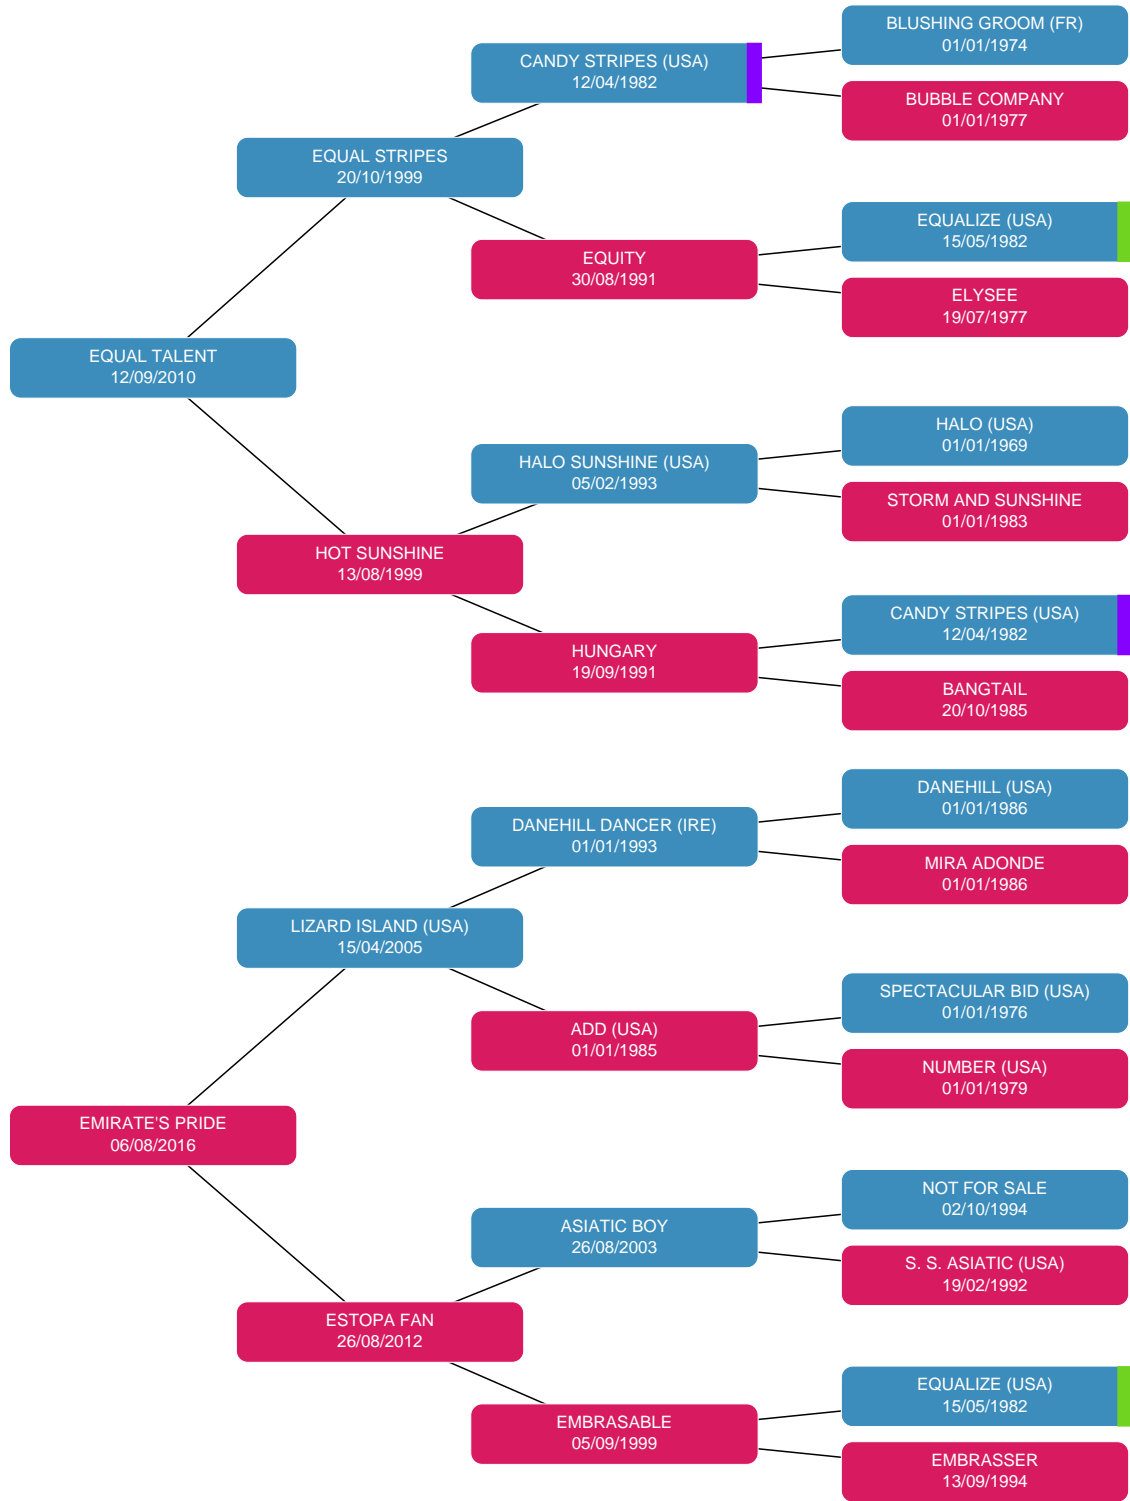 BLUSHING GROOM (FR)
01/01/1974
CANDY STRIPES (USA)
12/04/1982
BUBBLE COMPANY
01/01/1977
EQUAL STRIPES
20/10/1999
EQUALIZE (USA)
15/05/1982
EQUITY
30/08/1991
ELYSEE
19/07/1977
EQUAL TALENT
12/09/2010
HALO (USA)
01/01/1969
HALO SUNSHINE (USA)
05/02/1993
STORM AND SUNSHINE
01/01/1983
HOT SUNSHINE
13/08/1999
CANDY STRIPES (USA)
12/04/1982
HUNGARY
19/09/1991
BANGTAIL
20/10/1985
DANEHILL (USA)
01/01/1986
DANEHILL DANCER (IRE)
01/01/1993
MIRA ADONDE
01/01/1986
LIZARD ISLAND (USA)
15/04/2005
SPECTACULAR BID (USA)
01/01/1976
ADD (USA)
01/01/1985
NUMBER (USA)
01/01/1979
EMIRATE'S PRIDE
06/08/2016
NOT FOR SALE
02/10/1994
ASIATIC BOY
26/08/2003
S. S. ASIATIC (USA)
19/02/1992
ESTOPA FAN
26/08/2012
EQUALIZE (USA)
15/05/1982
EMBRASABLE
05/09/1999
EMBRASSER
13/09/1994